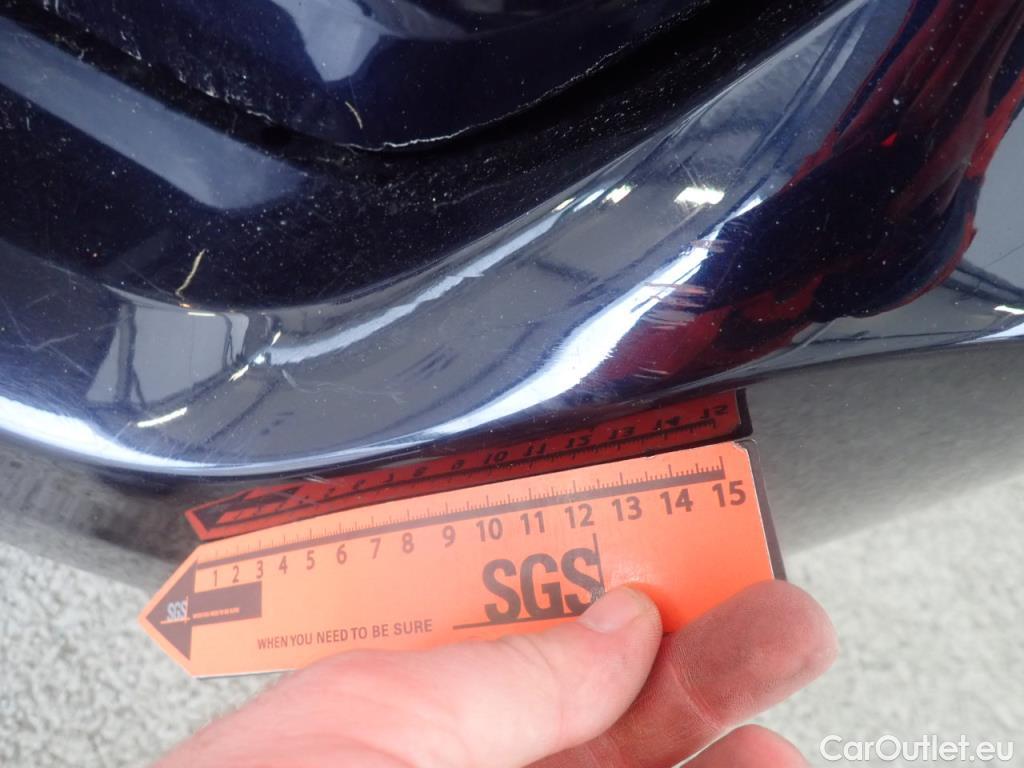 1 2 3 4 5 6 7 8 9 10 11 12 13 14 15
SGS
SGS
WHEN YOU NEED TO BE SURE
CarOutlet.eu